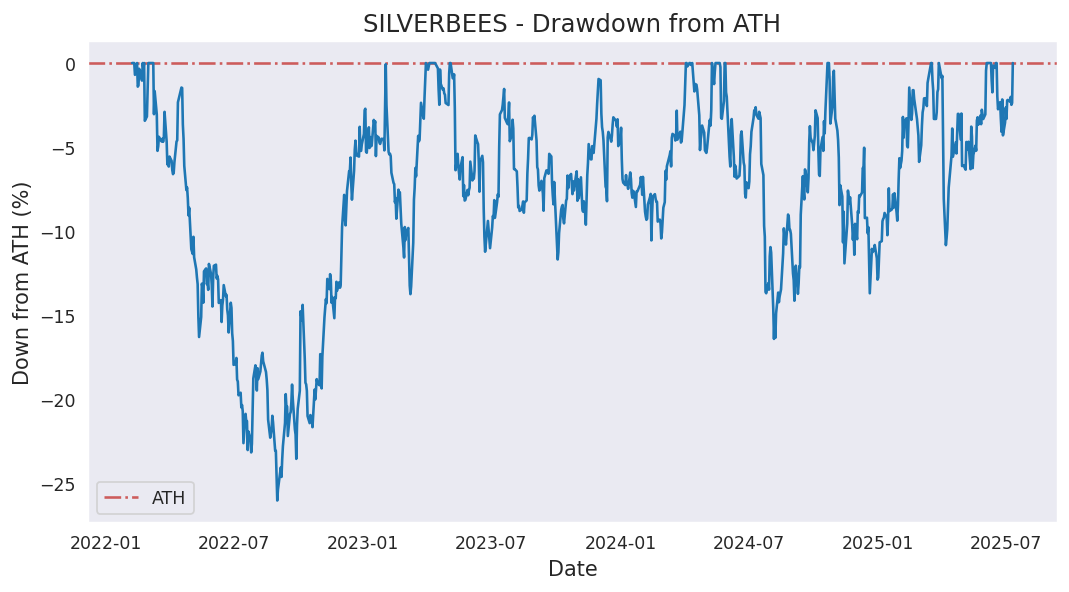 SILVERBEES - Drawdown from ATH
Down from ATH (%)
0
−5
−10
−15
−20
−25
ATH
2022-01 2022-07 2023-01 2023-07 2024-01 2024-07 2025-01 2025-07
Date